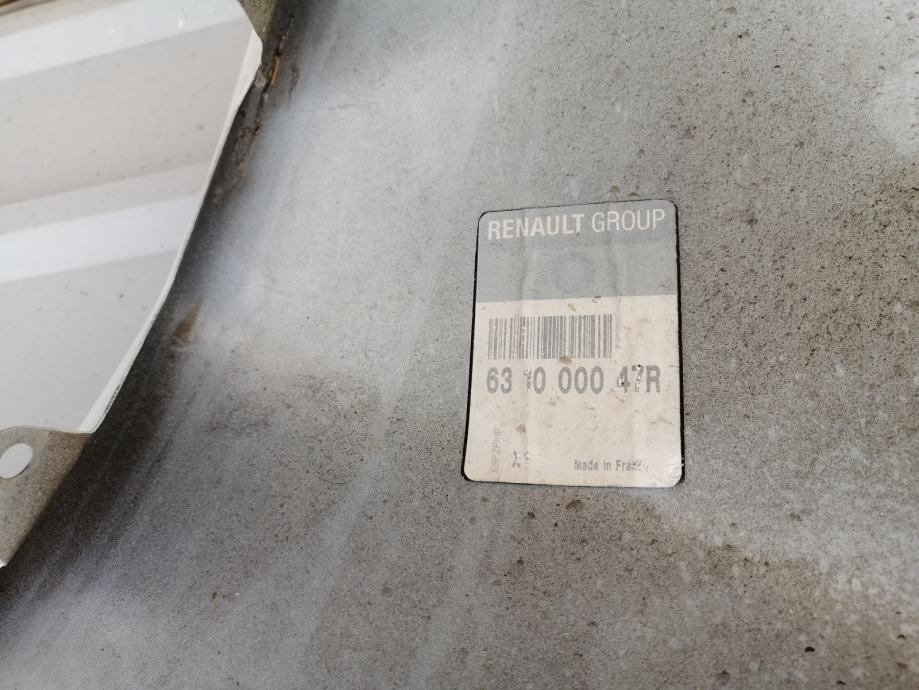 RENAULT GROUP
63 10 000 47R
Made in France